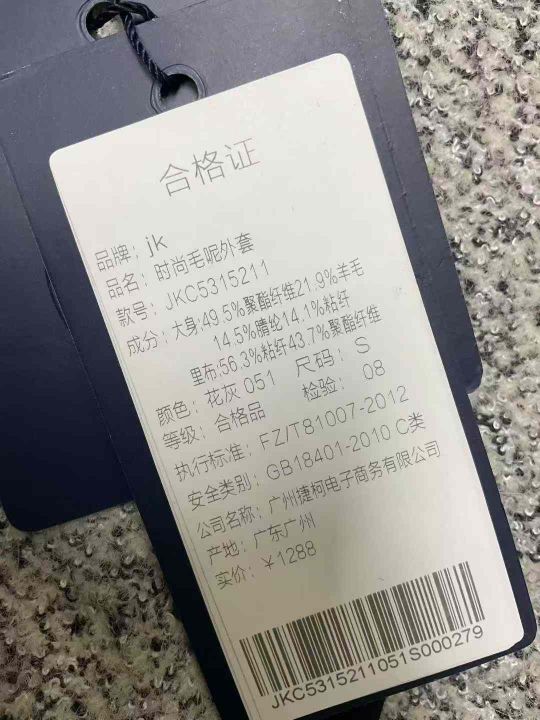 合格证
品牌: jk
品名: 时尚毛呢外套
款号: JKC5315211
成分: 大身:49.5%聚酯纤维21.9%羊毛
14.5%腈纶14.1%粘纤
里布:56.3%粘纤43.7%聚酯纤维
颜色: 花灰 051 尺码: S
等级: 合格品 检验: 08
执行标准: FZ/T81007-2012
安全类别: GB18401-2010 C类
公司名称: 广州捷柯电子商务有限公司
产地: 广东广州
实价: ¥1288
JKC5315211051S000279